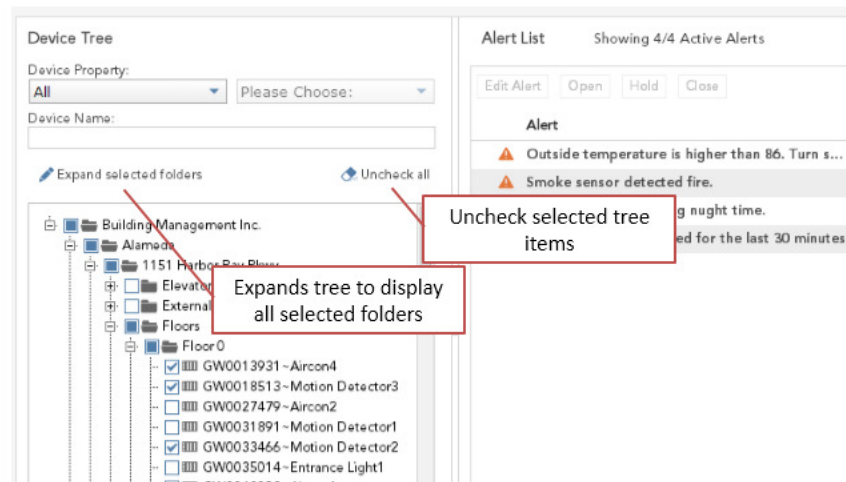 Device Tree
Device Property:
All
Please Choose:
Device Name:
Expand selected folders
Uncheck all
Building Management Inc.
Alameda
1151 Harbor Bay Pkwy
Elevator
External
Floors
Floor 0
GW0013931~Aircon4
GW0018513~Motion Detector3
GW0027479~Aircon2
GW0031891~Motion Detector1
GW0033466~Motion Detector2
GW0035014~Entrance Light1
Expands tree to display
all selected folders
Uncheck selected tree
items
Alert List
Showing 4/4 Active Alerts
Edit Alert
Open
Hold
Close
Alert
Outside temperature is higher than 86. Turn s...
Smoke sensor detected fire.
g nught time.
ed for the last 30 minutes